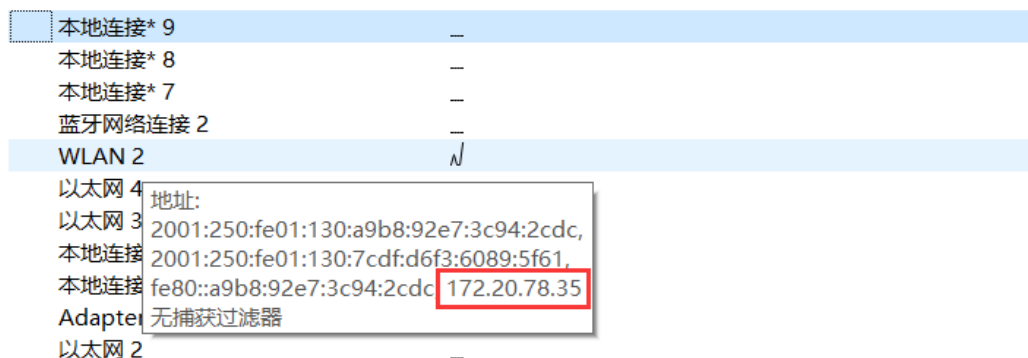 本地连接* 9
本地连接* 8
本地连接* 7
蓝牙网络连接 2
WLAN 2
以太网 4
以太网 3
本地连接
本地连接
Adapter
以太网 2
地址:
2001:250:fe01:130:a9b8:92e7:3c94:2cdc,
2001:250:fe01:130:7cdf:d6f3:6089:5f61,
fe80::a9b8:92e7:3c94:2cdc, 172.20.78.35
无捕获过滤器